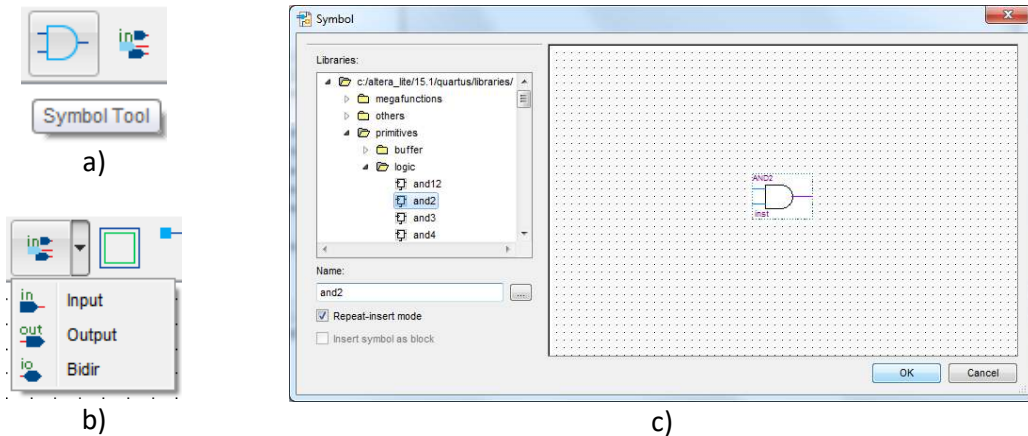 in
Symbol Tool
a)
in
in
Input
out
Output
io
Bidir
b)
Symbol
Libraries:
c:/altera_lite/15.1/quartus/libraries/
megafunctions
others
primitives
buffer
logic
and12
and2
and3
and4
Name:
and2
...
Repeat-insert mode
Insert symbol as block
AND2
inst
OK
Cancel
c)